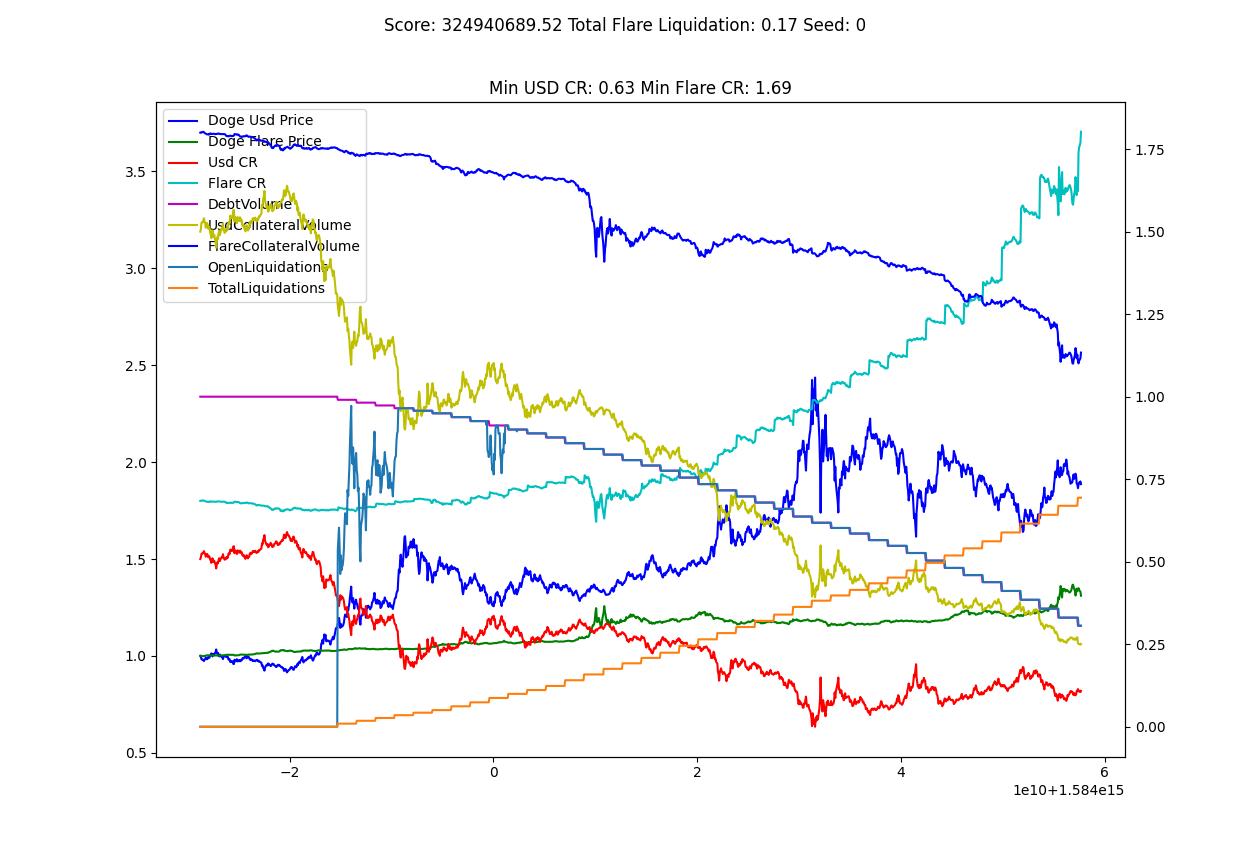 Score: 324940689.52 Total Flare Liquidation: 0.17 Seed: 0
Min USD CR: 0.63 Min Flare CR: 1.69
Doge Usd Price
Doge Flare Price
Usd CR
Flare CR
DebtVolume
UsdCollateralVolume
FlareCollateralVolume
OpenLiquidations
TotalLiquidations
3.5
3.0
2.5
2.0
1.5
1.0
0.5
1.75
1.50
1.25
1.00
0.75
0.50
0.25
0.00
−2
0
2
4
6
1e10+1.584e15